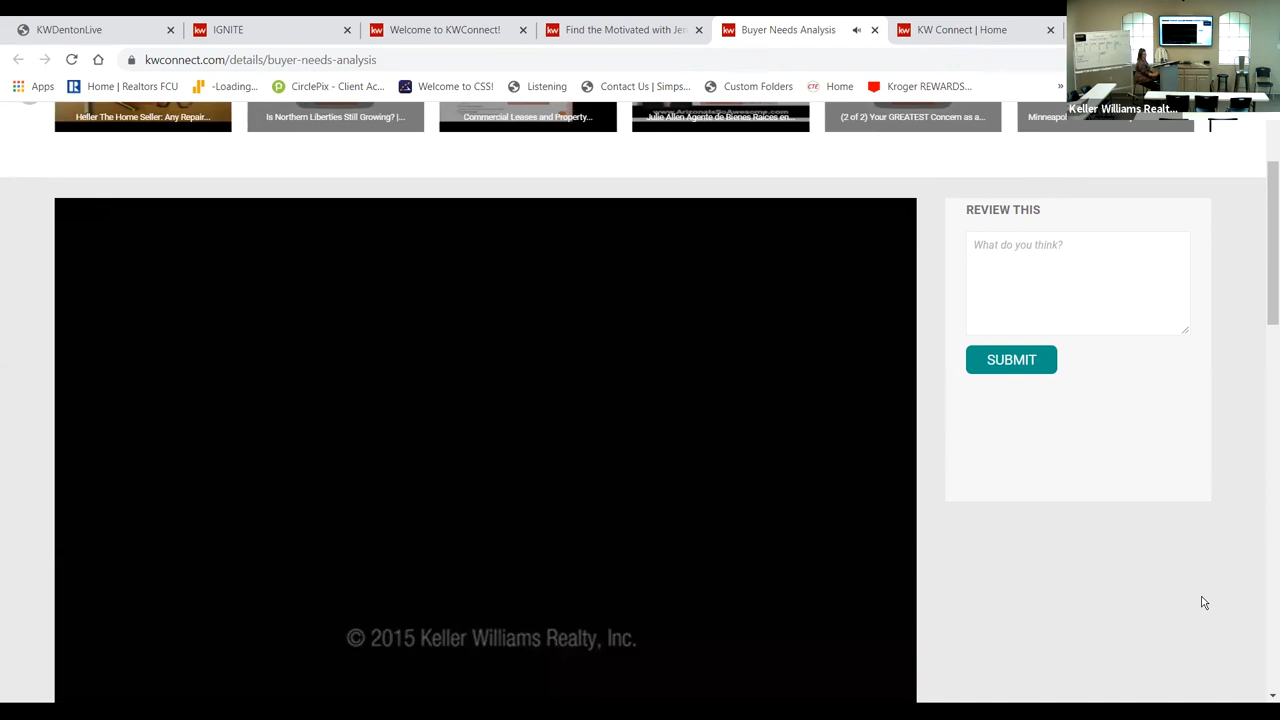 KWDentonLive
IGNITE
Welcome to KWConnect
Find the Motivated with Jen
Buyer Needs Analysis
KW Connect | Home
kwconnect.com/details/buyer-needs-analysis
Apps
Home | Realtors FCU
-Loading...
CirclePix - Client Ac...
Welcome to C
Listening
Contact Us | Simps...
Custom Folders
CTE
Home
Kroger REWARDS...
»
Keller Williams Realt...
Heller The Home Seller: Any Repair...
Is Northern Liberties Still Growing? |...
Commercial Leases and Property...
www.ArizonaIsSoAwesome.com
Julie Allen Agente de Bienes Raices en...
(2 of 2) Your GREATEST Concern as a...
Minneapol
REVIEW THIS
What do you think?
SUBMIT
© 2015 Keller Williams Realty, Inc.